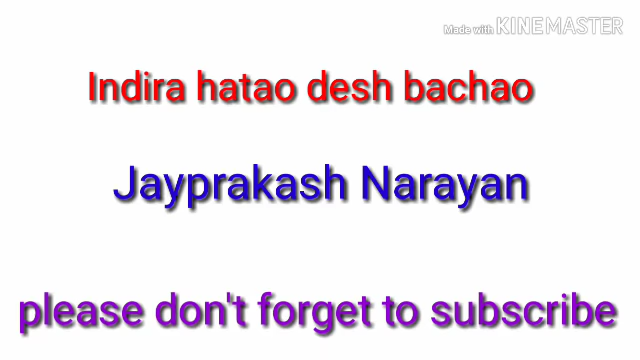 Made with KINEMASTER
Indira hatao desh bachao
Jayprakash Narayan
please don't forget to subscribe